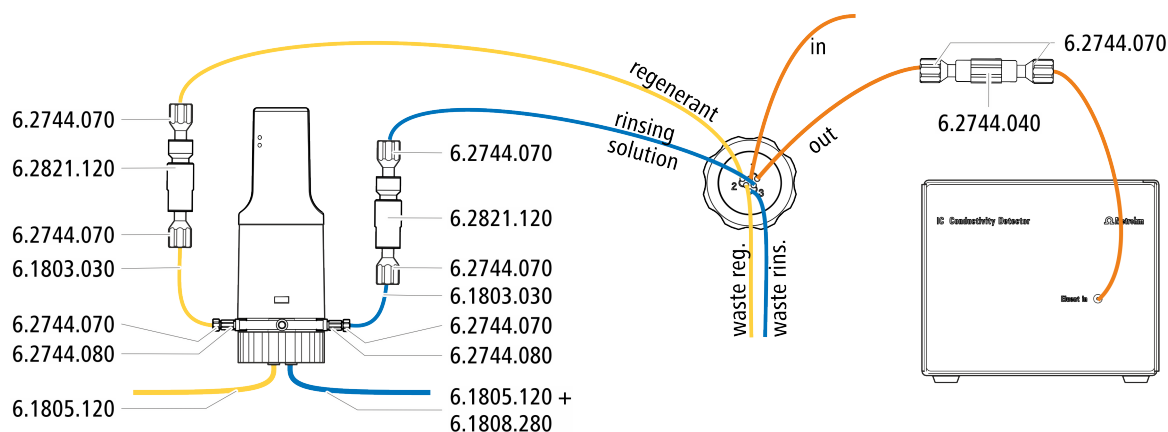 6.2744.070
6.2821.120
6.2744.070
6.1803.030
6.2744.070
6.2744.080
6.1805.120
6.2744.070
6.2821.120
6.2744.070
6.1803.030
6.2744.070
6.2744.080
6.1805.120 +
6.1808.280
regenerant
rinsing
solution
in
out
2
3
waste reg.
waste rins.
6.2744.070
6.2744.040
IC Conductivity Detector
Metrohm
Eluent in